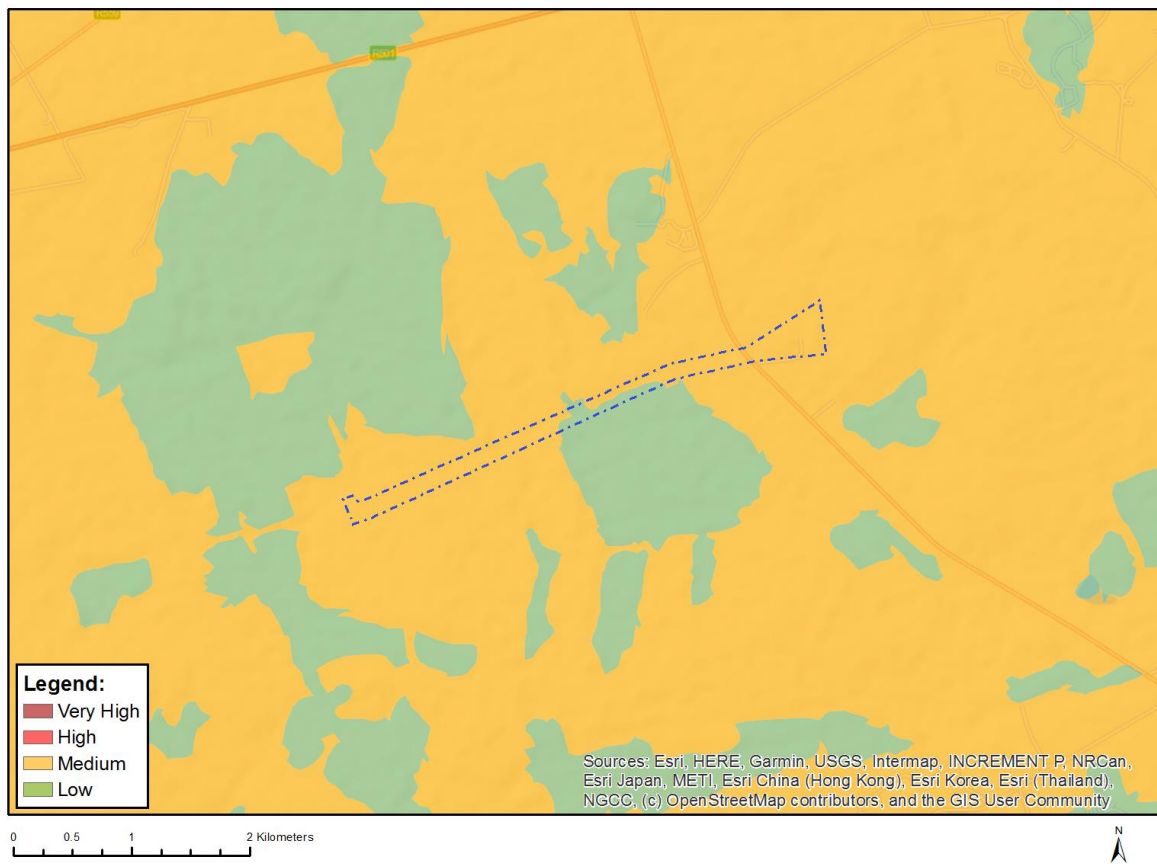 R501
Legend:
Very High
High
Medium
Low
Sources: Esri, HERE, Garmin, USGS, Intermap, INCREMENT P, NRCan,
Esri Japan, METI, Esri China (Hong Kong), Esri Korea, Esri (Thailand),
NGCC, (c) OpenStreetMap contributors, and the GIS User Community
0 0.5 1 2 Kilometers
N